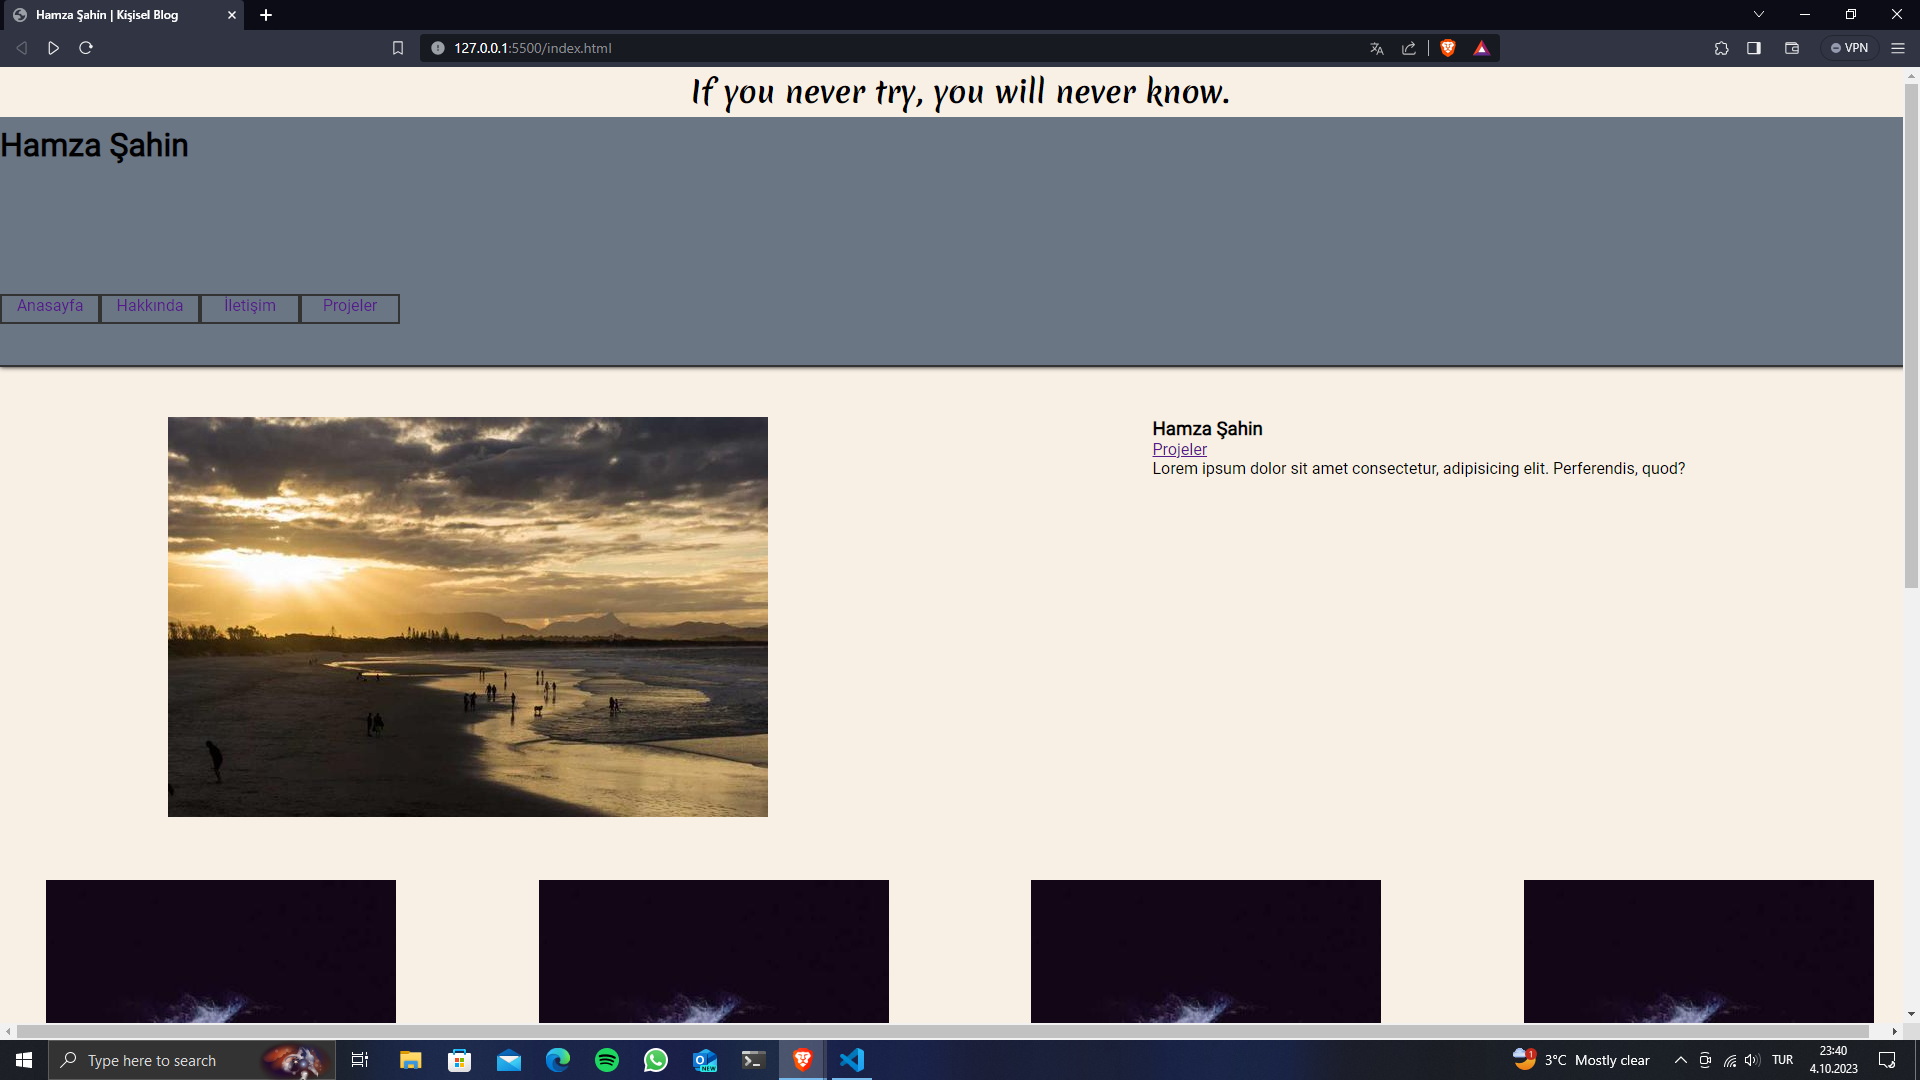 Hamza Şahin | Kişisel Blog
127.0.0.1:5500/index.html
VPN
If you never try, you will never know.
Hamza Şahin
Anasayfa Hakkında İletişim Projeler
Hamza Şahin
Projeler
Lorem ipsum dolor sit amet consectetur, adipisicing elit. Perferendis, quod?
Type here to search
NEW
1
3°C Mostly clear
TUR
23:40
4.10.2023